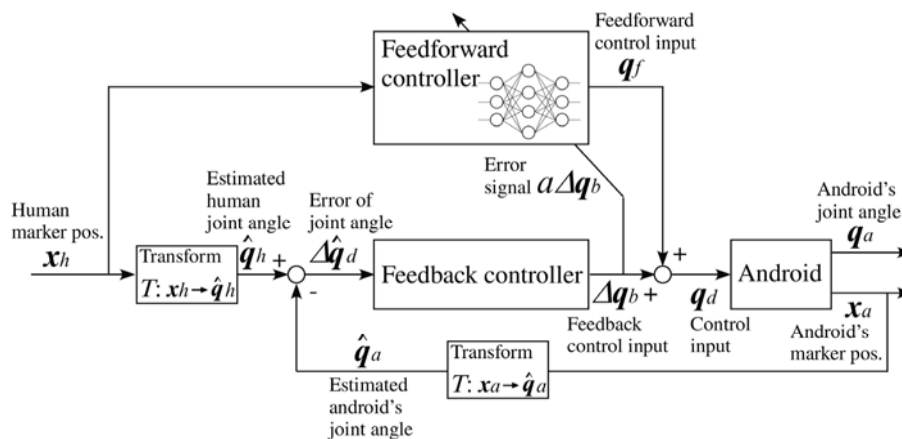 Feedforward
controller
Feedforward
control input
q_f
Error
signal aΔq_b
Human
marker pos.
x_h
Transform
T: x_h → q̂_h
Estimated
human
joint angle
q̂_h +
-
Error of
joint angle
Δq̂_d
Feedback controller
Δq_b +
Feedback
control input
+
q_d
Control
input
Android
Android's
joint angle
q_a
x_a
Android's
marker pos.
Transform
T: x_a → q̂_a
q̂_a
Estimated
android's
joint angle